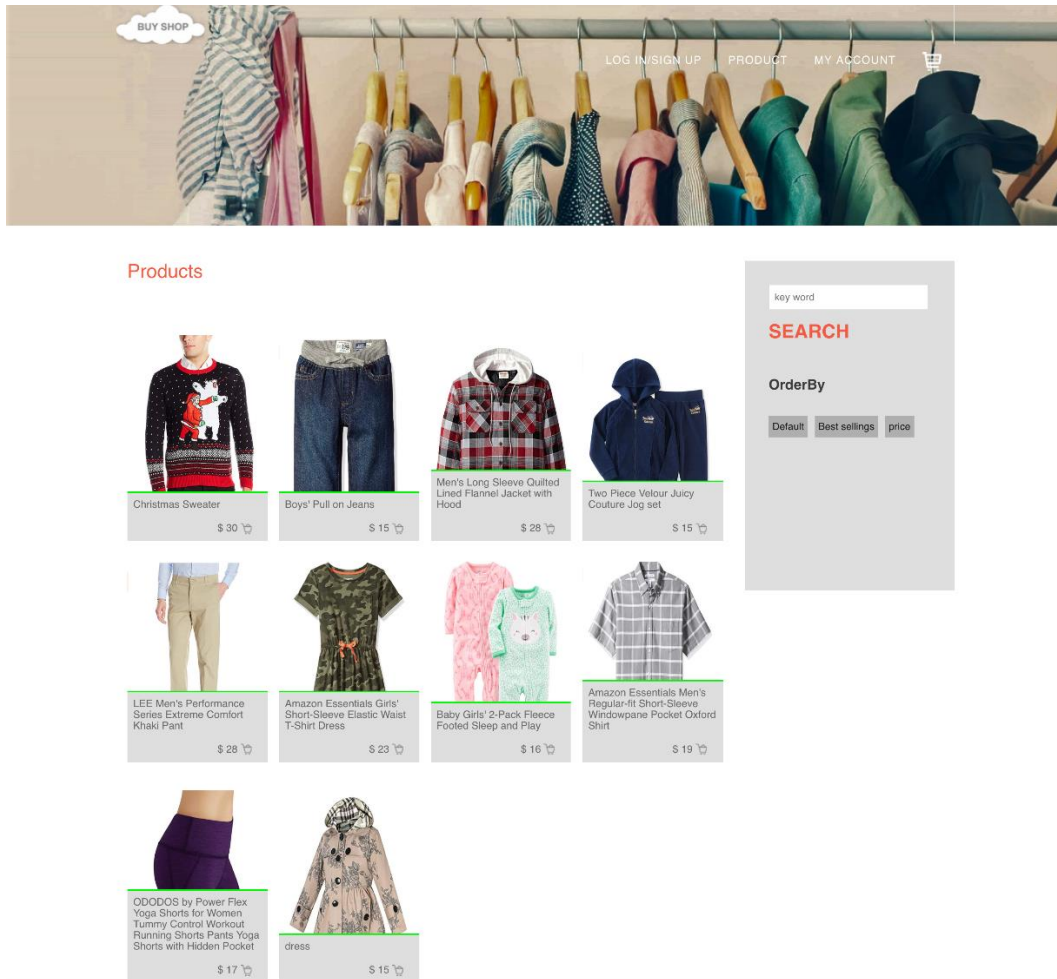 BUY SHOP
LOG IN/SIGN UP PRODUCT MY ACCOUNT
Products
key word
SEARCH
OrderBy
Default Best sellings price
Christmas Sweater
$ 30
Boys' Pull on Jeans
$ 15
Men's Long Sleeve Quilted
Lined Flannel Jacket with
Hood
$ 28
Two Piece Velour Juicy
Couture Jog set
$ 15
LEE Men's Performance
Series Extreme Comfort
Khaki Pant
$ 28
Amazon Essentials Girls'
Short-Sleeve Elastic Waist
T-Shirt Dress
$ 23
Baby Girls' 2-Pack Fleece
Footed Sleep and Play
$ 16
Amazon Essentials Men's
Regular-fit Short-Sleeve
Windowpane Pocket Oxford
Shirt
$ 19
ODODOS by Power Flex
Yoga Shorts for Women
Tummy Control Workout
Running Shorts Pants Yoga
Shorts with Hidden Pocket
$ 17
dress
$ 15